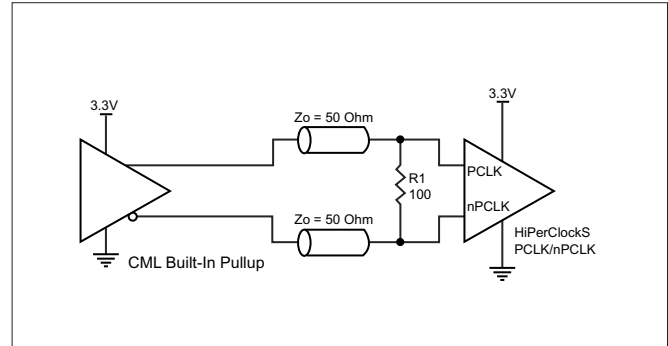 3.3V
3.3V
Zo = 50 Ohm
PCLK
R1
100
nPCLK
Zo = 50 Ohm
HiPerClockS
PCLK/nPCLK
CML Built-In Pullup